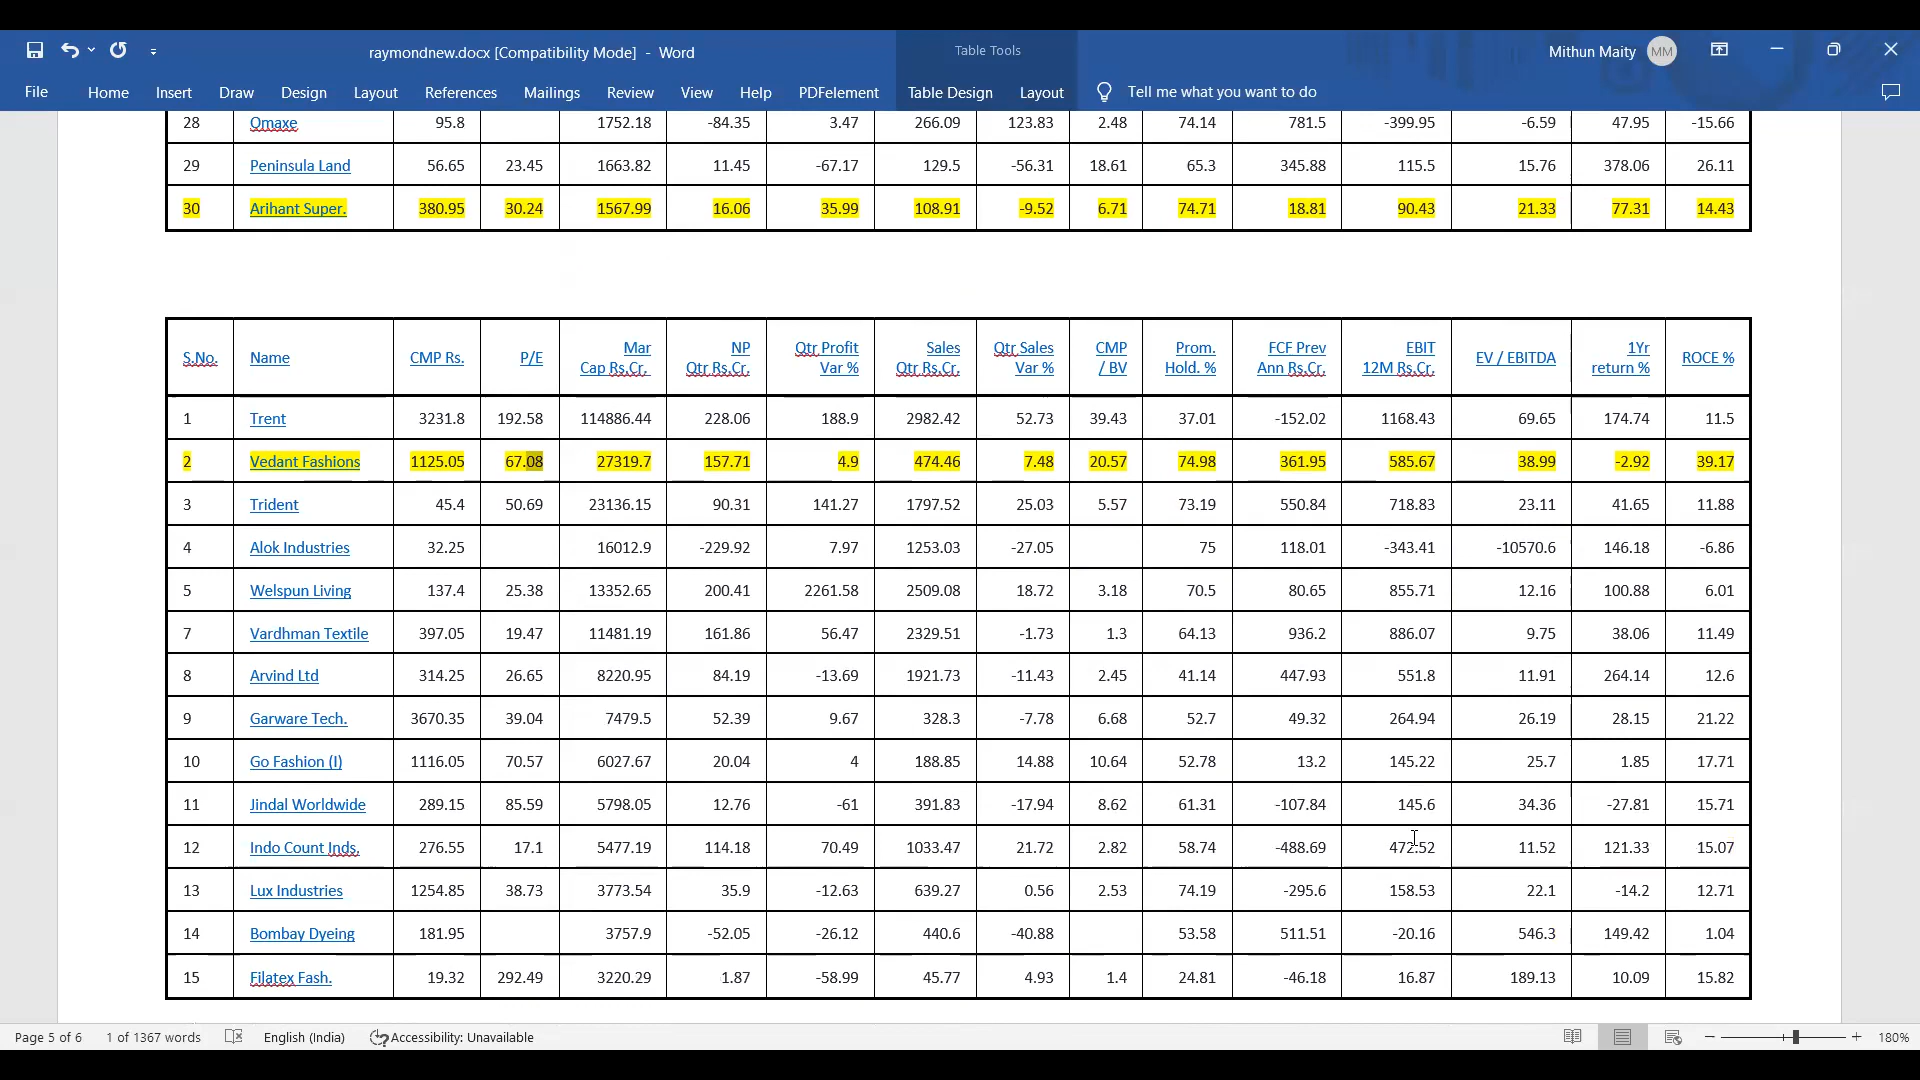 raymondnew.docx [Compatibility Mode] - Word
Table Tools
Mithun Maity MM
File Home Insert Draw Design Layout References Mailings Review View Help PDFelement Table Design Layout Tell me what you want to do
28 Omaxe 95.8 1752.18 -84.35 3.47 266.09 123.83 2.48 74.14 781.5 -399.95 -6.59 47.95 -15.66
29 Peninsula Land 56.65 23.45 1663.82 11.45 -67.17 129.5 -56.31 18.61 65.3 345.88 115.5 15.76 378.06 26.11
30 Arihant Super. 380.95 30.24 1567.99 16.06 35.99 108.91 -9.52 6.71 74.71 18.81 90.43 21.33 77.31 14.43
S.No. Name CMP Rs. P/E Mar Cap Rs.Cr. NP Qtr Rs.Cr. Qtr Profit Var % Sales Qtr Rs.Cr. Qtr Sales Var % CMP / BV Prom. Hold. % FCF Prev Ann Rs.Cr. EBIT 12M Rs.Cr. EV / EBITDA 1Yr return % ROCE %
1 Trent 3231.8 192.58 114886.44 228.06 188.9 2982.42 52.73 39.43 37.01 -152.02 1168.43 69.65 174.74 11.5
2 Vedant Fashions 1125.05 67.08 27319.7 157.71 4.9 474.46 7.48 20.57 74.98 361.95 585.67 38.99 -2.92 39.17
3 Trident 45.4 50.69 23136.15 90.31 141.27 1797.52 25.03 5.57 73.19 550.84 718.83 23.11 41.65 11.88
4 Alok Industries 32.25 16012.9 -229.92 7.97 1253.03 -27.05 75 118.01 -343.41 -10570.6 146.18 -6.86
5 Welspun Living 137.4 25.38 13352.65 200.41 2261.58 2509.08 18.72 3.18 70.5 80.65 855.71 12.16 100.88 6.01
7 Vardhman Textile 397.05 19.47 11481.19 161.86 56.47 2329.51 -1.73 1.3 64.13 936.2 886.07 9.75 38.06 11.49
8 Arvind Ltd 314.25 26.65 8220.95 84.19 -13.69 1921.73 -11.43 2.45 41.14 447.93 551.8 11.91 264.14 12.6
9 Garware Tech. 3670.35 39.04 7479.5 52.39 9.67 328.3 -7.78 6.68 52.7 49.32 264.94 26.19 28.15 21.22
10 Go Fashion (I) 1116.05 70.57 6027.67 20.04 4 188.85 14.88 10.64 52.78 13.2 145.22 25.7 1.85 17.71
11 Jindal Worldwide 289.15 85.59 5798.05 12.76 -61 391.83 -17.94 8.62 61.31 -107.84 145.6 34.36 -27.81 15.71
12 Indo Count Inds. 276.55 17.1 5477.19 114.18 70.49 1033.47 21.72 2.82 58.74 -488.69 472.52 11.52 121.33 15.07
13 Lux Industries 1254.85 38.73 3773.54 35.9 -12.63 639.27 0.56 2.53 74.19 -295.6 158.53 22.1 -14.2 12.71
14 Bombay Dyeing 181.95 3757.9 -52.05 -26.12 440.6 -40.88 53.58 511.51 -20.16 546.3 149.42 1.04
15 Filatex Fash. 19.32 292.49 3220.29 1.87 -58.99 45.77 4.93 1.4 24.81 -46.18 16.87 189.13 10.09 15.82
Page 5 of 6 1 of 1367 words English (India) Accessibility: Unavailable 180%